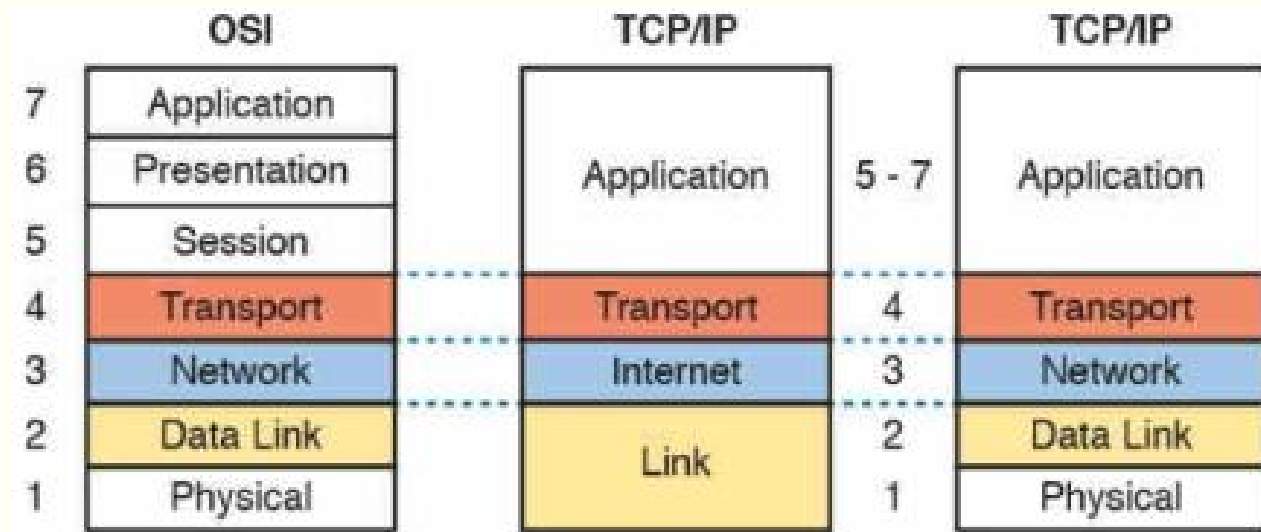 OSI TCP/IP TCP/IP
7 Application
6 Presentation Application 5 - 7 Application
5 Session
4 Transport Transport 4 Transport
3 Network Internet 3 Network
2 Data Link 2 Data Link
Link
1 Physical 1 Physical